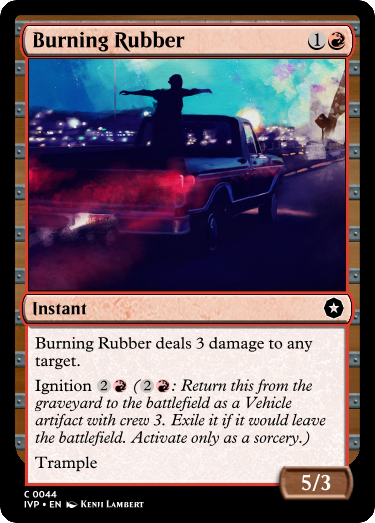 Burning Rubber 1
Instant
Burning Rubber deals 3 damage to any
target.
Ignition 2 (2: Return this from the
graveyard to the battlefield as a Vehicle
artifact with crew 3. Exile it if it would leave
the battlefield. Activate only as a sorcery.)
Trample
5/3
C 0044
IVP • EN Kenji Lambert